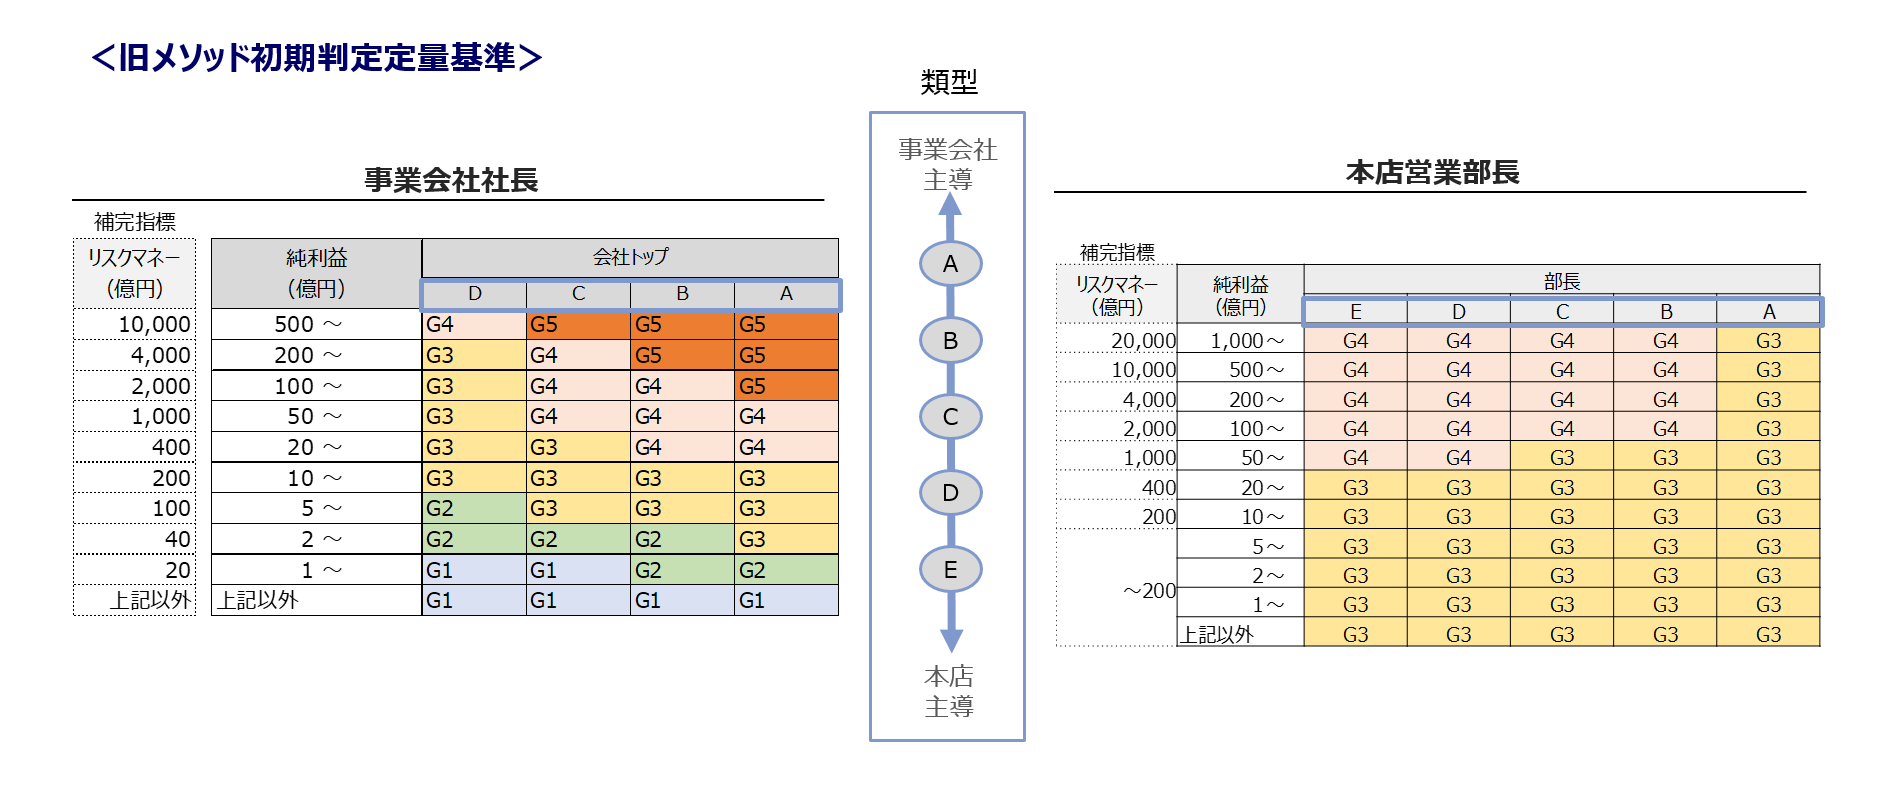 ＜旧メソッド初期判定定量基準＞
事業会社社長
補完指標
リスクマネー
（億円）
純利益
（億円）
会社トップ
D C B A
10,000 500 ～ G4 G5 G5 G5
4,000 200 ～ G3 G4 G5 G5
2,000 100 ～ G3 G4 G4 G5
1,000 50 ～ G3 G4 G4 G4
400 20 ～ G3 G3 G4 G4
200 10 ～ G3 G3 G3 G3
100 5 ～ G2 G3 G3 G3
40 2 ～ G2 G2 G2 G3
20 1 ～ G1 G1 G2 G2
上記以外 上記以外 G1 G1 G1 G1
類型
事業会社
主導
A
B
C
D
E
本店
主導
本店営業部長
補完指標
リスクマネー
（億円）
純利益
（億円）
部長
E D C B A
20,000 1,000～ G4 G4 G4 G4 G3
10,000 500～ G4 G4 G4 G4 G3
4,000 200～ G4 G4 G4 G4 G3
2,000 100～ G4 G4 G4 G4 G3
1,000 50～ G4 G4 G3 G3 G3
400 20～ G3 G3 G3 G3 G3
200 10～ G3 G3 G3 G3 G3
5～ G3 G3 G3 G3 G3
2～ G3 G3 G3 G3 G3
～200
1～ G3 G3 G3 G3 G3
上記以外 G3 G3 G3 G3 G3